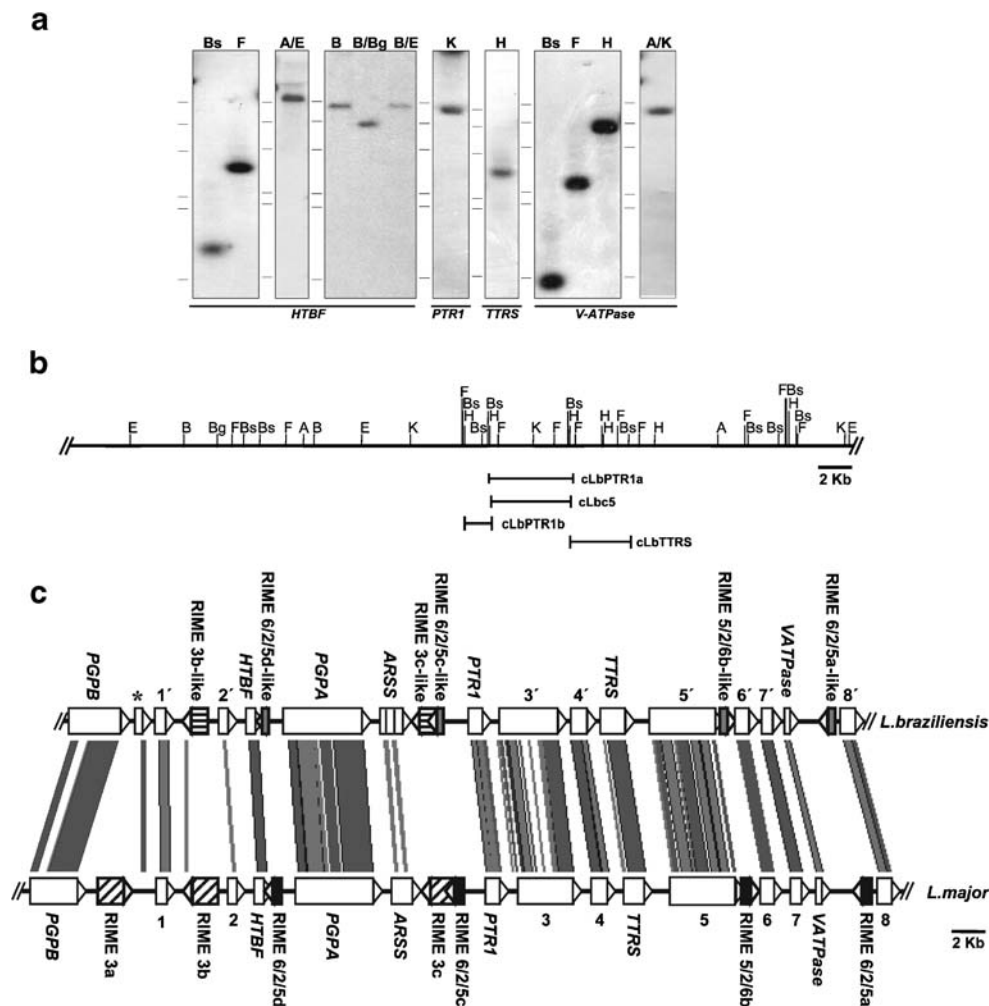 a
Bs F A/E B B/Bg B/E K H Bs F H A/K
HTBF PTR1 TTRS V-ATPase
b
F FBs
Bs Bs Bs H
E B Bg F Bs Bs F A B E K H Bs H F K F H F H H F Bs F H A F Bs Bs Bs F K E
2 Kb
cLbPTR1a
cLbc5
cLbPTR1b
cLbTTRS
c
PGPB * 1´ RIME 3b-like 2´ HTBF RIME 6/2/5d-like PGPA ARSS RIME 3c-like RIME 6/2/5c-like PTR1 3´ 4´ TTRS 5´ RIME 5/2/6b-like 6´ 7´ VATPase RIME 6/2/5a-like 8´
L.braziliensis
L.major
PGPB RIME 3a 1 RIME 3b 2 HTBF RIME 6/2/5d PGPA ARSS RIME 3c RIME 6/2/5c PTR1 3 4 TTRS 5 RIME 5/2/6b 6 7 VATPase RIME 6/2/5a 8
2 Kb